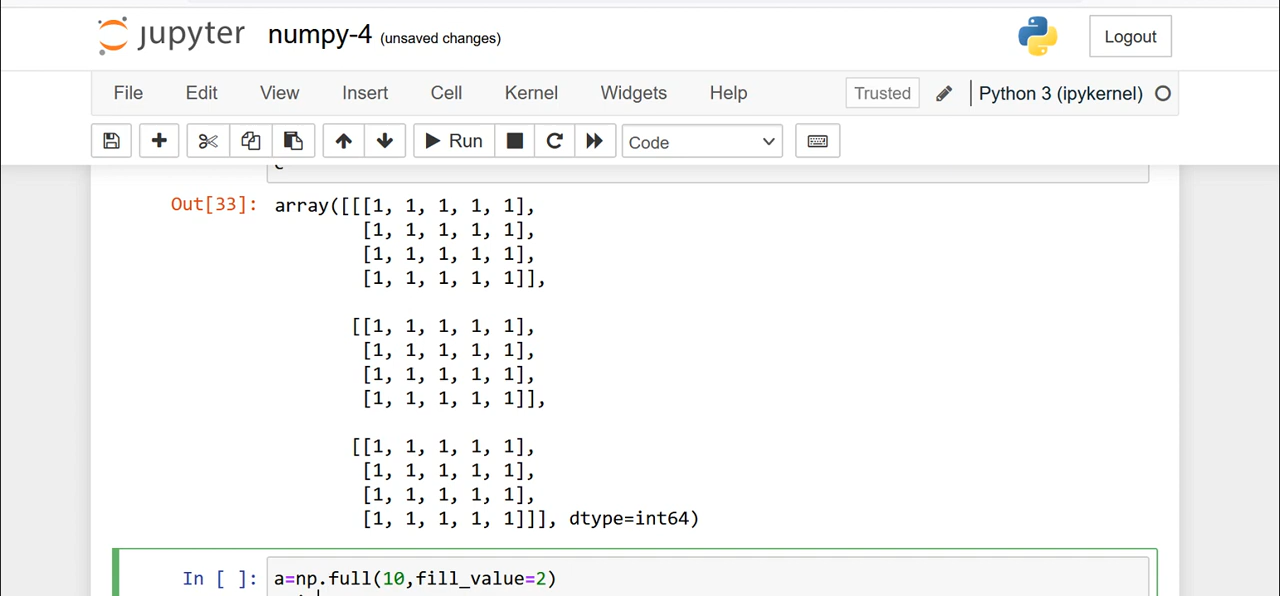 jupyter numpy-4 (unsaved changes) Logout
File Edit View Insert Cell Kernel Widgets Help Trusted Python 3 (ipykernel)
Run Code
Out[33]: array([[[1, 1, 1, 1, 1],
[1, 1, 1, 1, 1],
[1, 1, 1, 1, 1],
[1, 1, 1, 1, 1]],
[[1, 1, 1, 1, 1],
[1, 1, 1, 1, 1],
[1, 1, 1, 1, 1],
[1, 1, 1, 1, 1]],
[[1, 1, 1, 1, 1],
[1, 1, 1, 1, 1],
[1, 1, 1, 1, 1],
[1, 1, 1, 1, 1]]], dtype=int64)
In [ ]: a=np.full(10,fill_value=2)